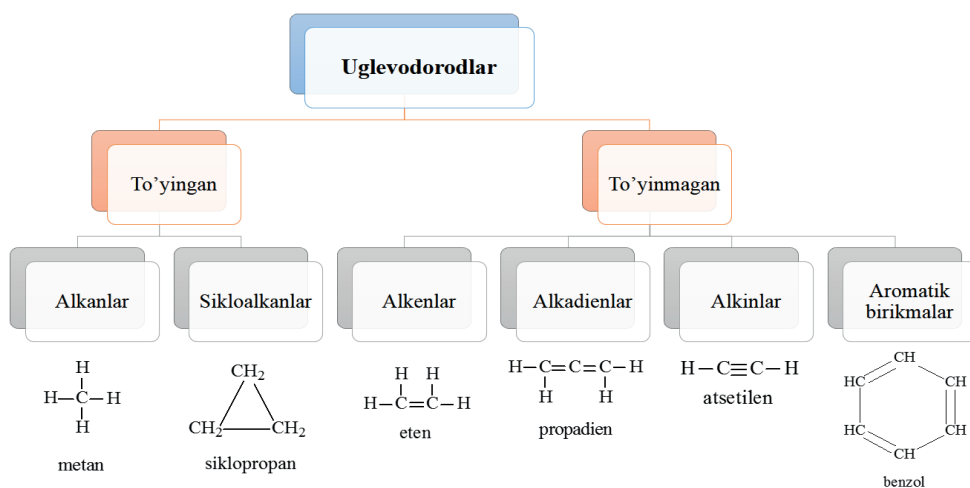 Uglevodorodlar
To’yingan
To’yinmagan
Alkanlar
Sikloalkanlar
Alkenlar
Alkadienlar
Alkinlar
Aromatik
birikmalar
H
H–C–H
H
metan
CH₂
CH₂ CH₂
siklopropan
H H
H–C=C–H
eten
H–C=C=C–H
H H
propadien
H–C≡C–H
atsetilen
CH
HC CH
HC CH
CH
benzol